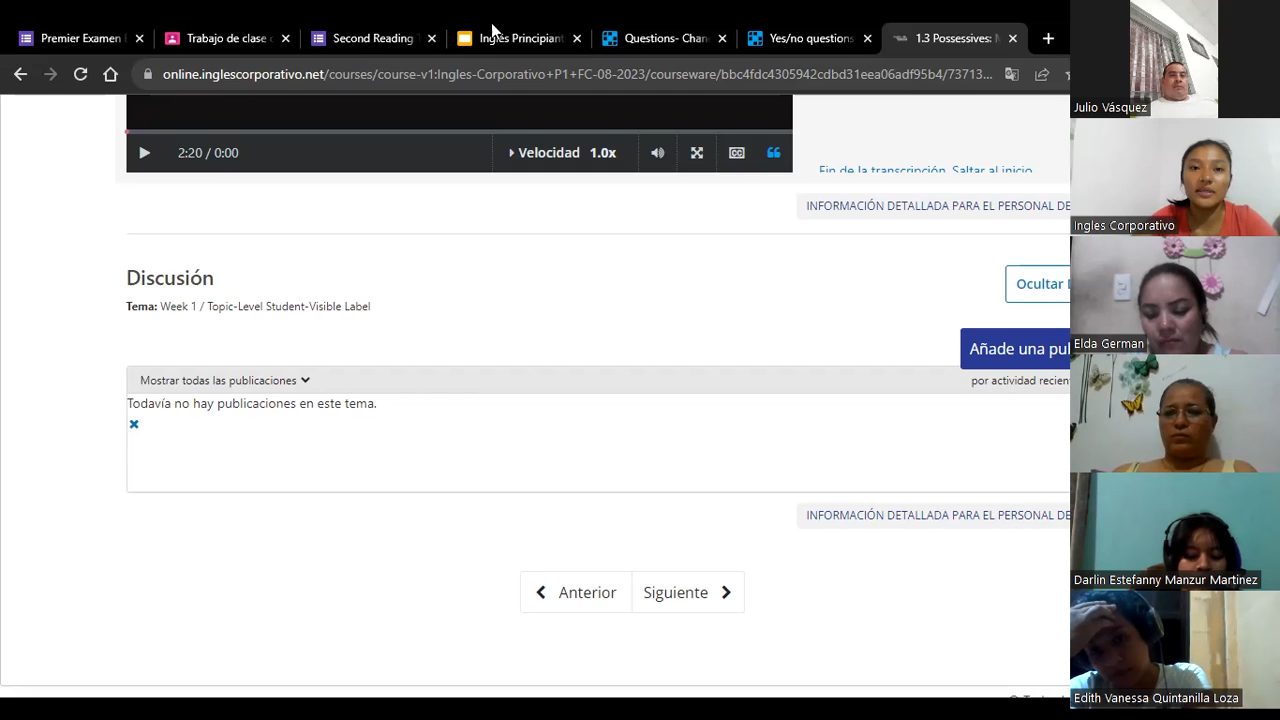 Premier Examen
Trabajo de clase
Second Reading
Inglés Principiant
Questions- Chan
Yes/no questions
1.3 Possessives:
online.inglescorporativo.net/courses/course-v1:Ingles-Corporativo+P1+FC-08-2023/courseware/bbc4fdc4305942cdbd31eea06adf95b4/73713...
2:20 / 0:00
Velocidad 1.0x
Fin de la transcripción. Saltar al inicio.
INFORMACIÓN DETALLADA PARA EL PERSONAL DE
Discusión
Ocultar
Tema: Week 1 / Topic-Level Student-Visible Label
Añade una pu
Mostrar todas las publicaciones
por actividad recien
Todavía no hay publicaciones en este tema.
INFORMACIÓN DETALLADA PARA EL PERSONAL DE
Anterior
Siguiente
Julio Vásquez
Ingles Corporativo
Elda German
Darlin Estefanny Manzur Martinez
Edith Vanessa Quintanilla Loza